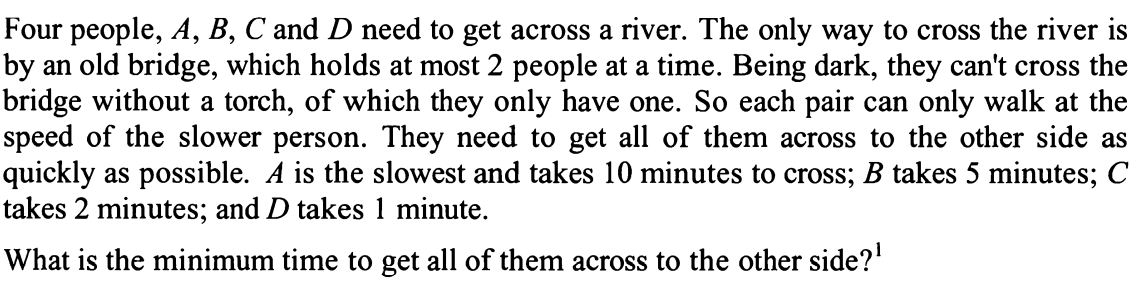 Four people, A, B, C and D need to get across a river. The only way to cross the river is
by an old bridge, which holds at most 2 people at a time. Being dark, they can't cross the
bridge without a torch, of which they only have one. So each pair can only walk at the
speed of the slower person. They need to get all of them across to the other side as
quickly as possible. A is the slowest and takes 10 minutes to cross; B takes 5 minutes; C
takes 2 minutes; and D takes 1 minute.
What is the minimum time to get all of them across to the other side?¹